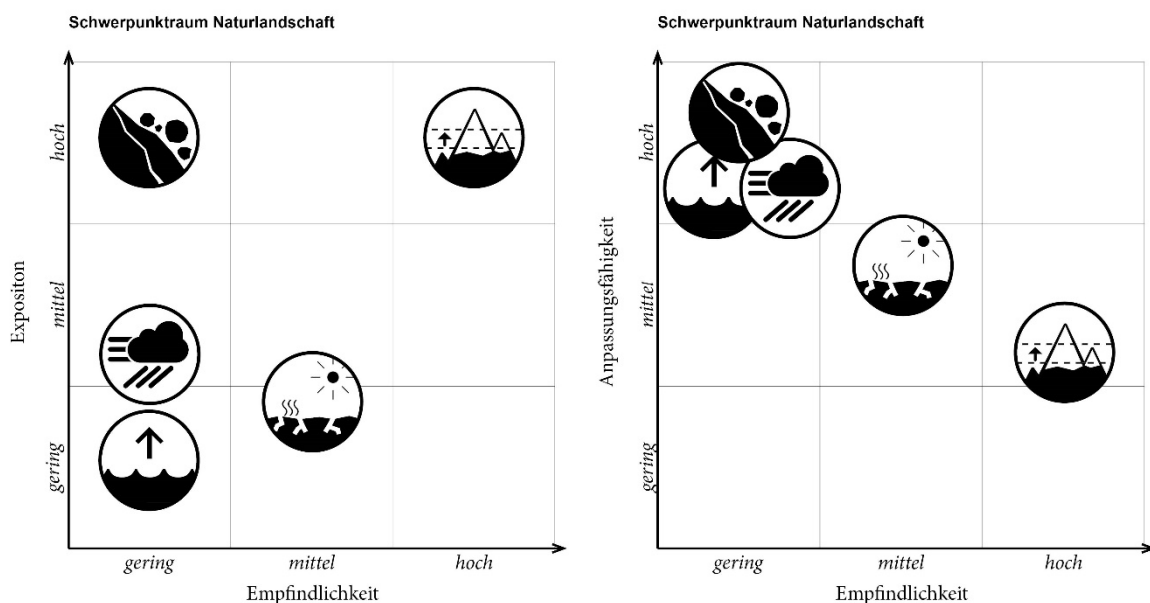 Schwerpunktraum Naturlandschaft
Expositon
hoch
mittel
gering
gering
mittel
hoch
Empfindlichkeit
Schwerpunktraum Naturlandschaft
Anpassungsfähigkeit
hoch
mittel
gering
gering
mittel
hoch
Empfindlichkeit